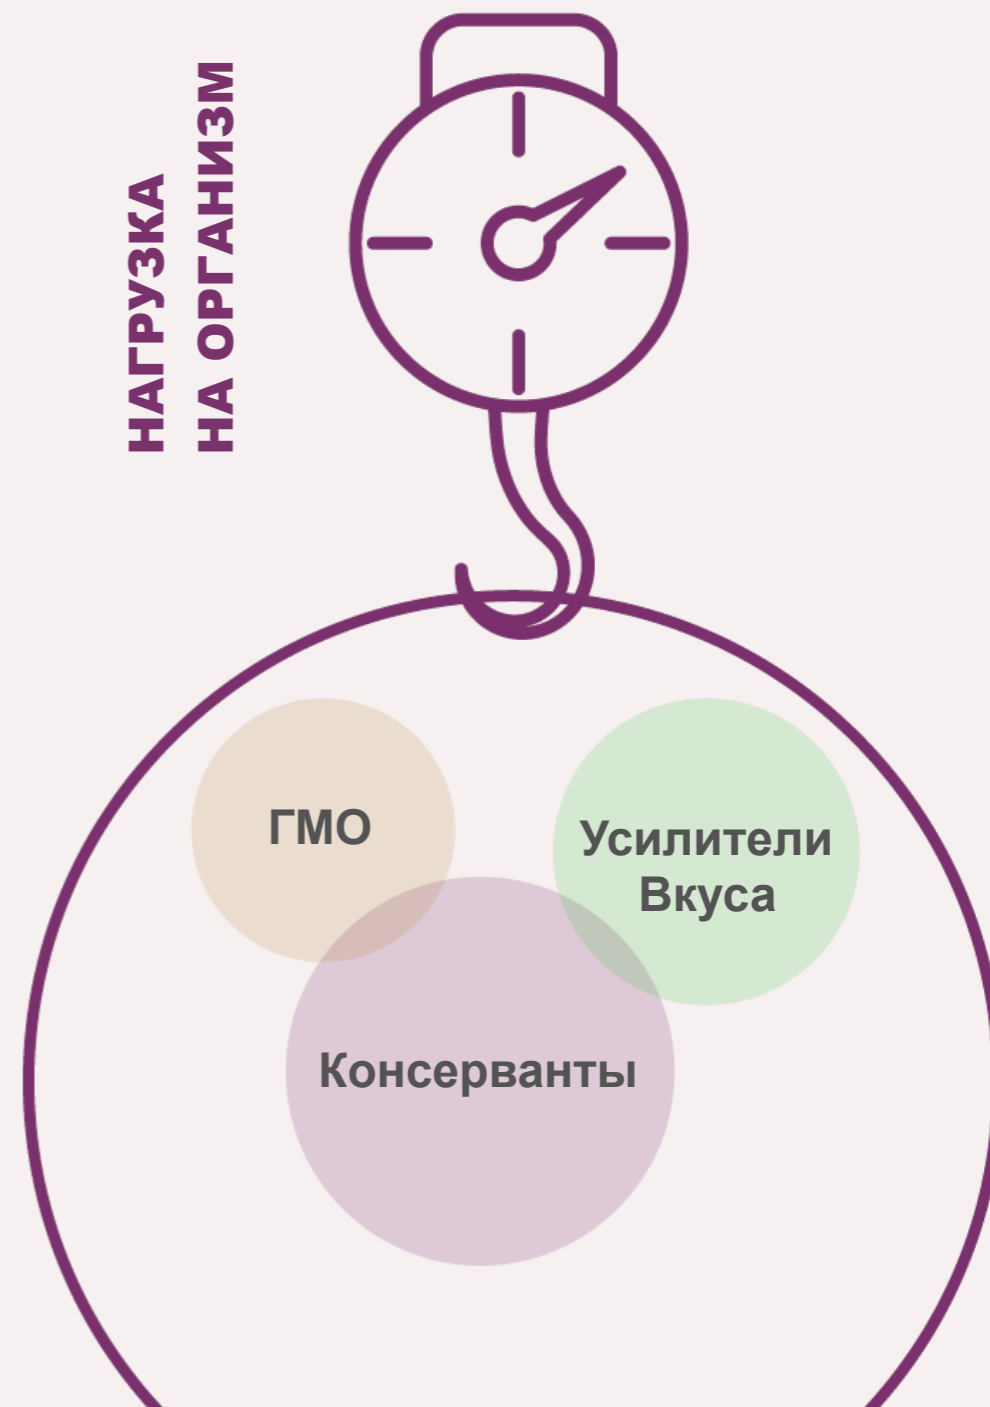 НАГРУЗКА
НА ОРГАНИЗМ
ГМО
Усилители
Вкуса
Консерванты